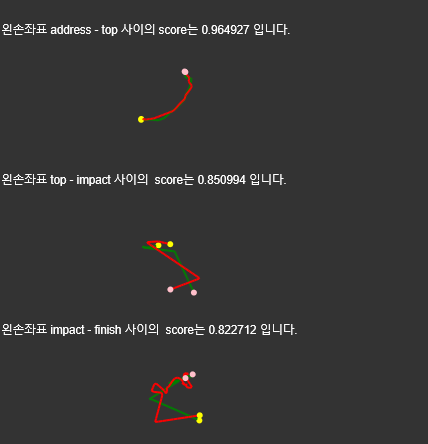 왼손좌표 address - top 사이의 score는 0.964927 입니다.
왼손좌표 top - impact 사이의  score는 0.850994 입니다.
왼손좌표 impact - finish 사이의  score는 0.822712 입니다.